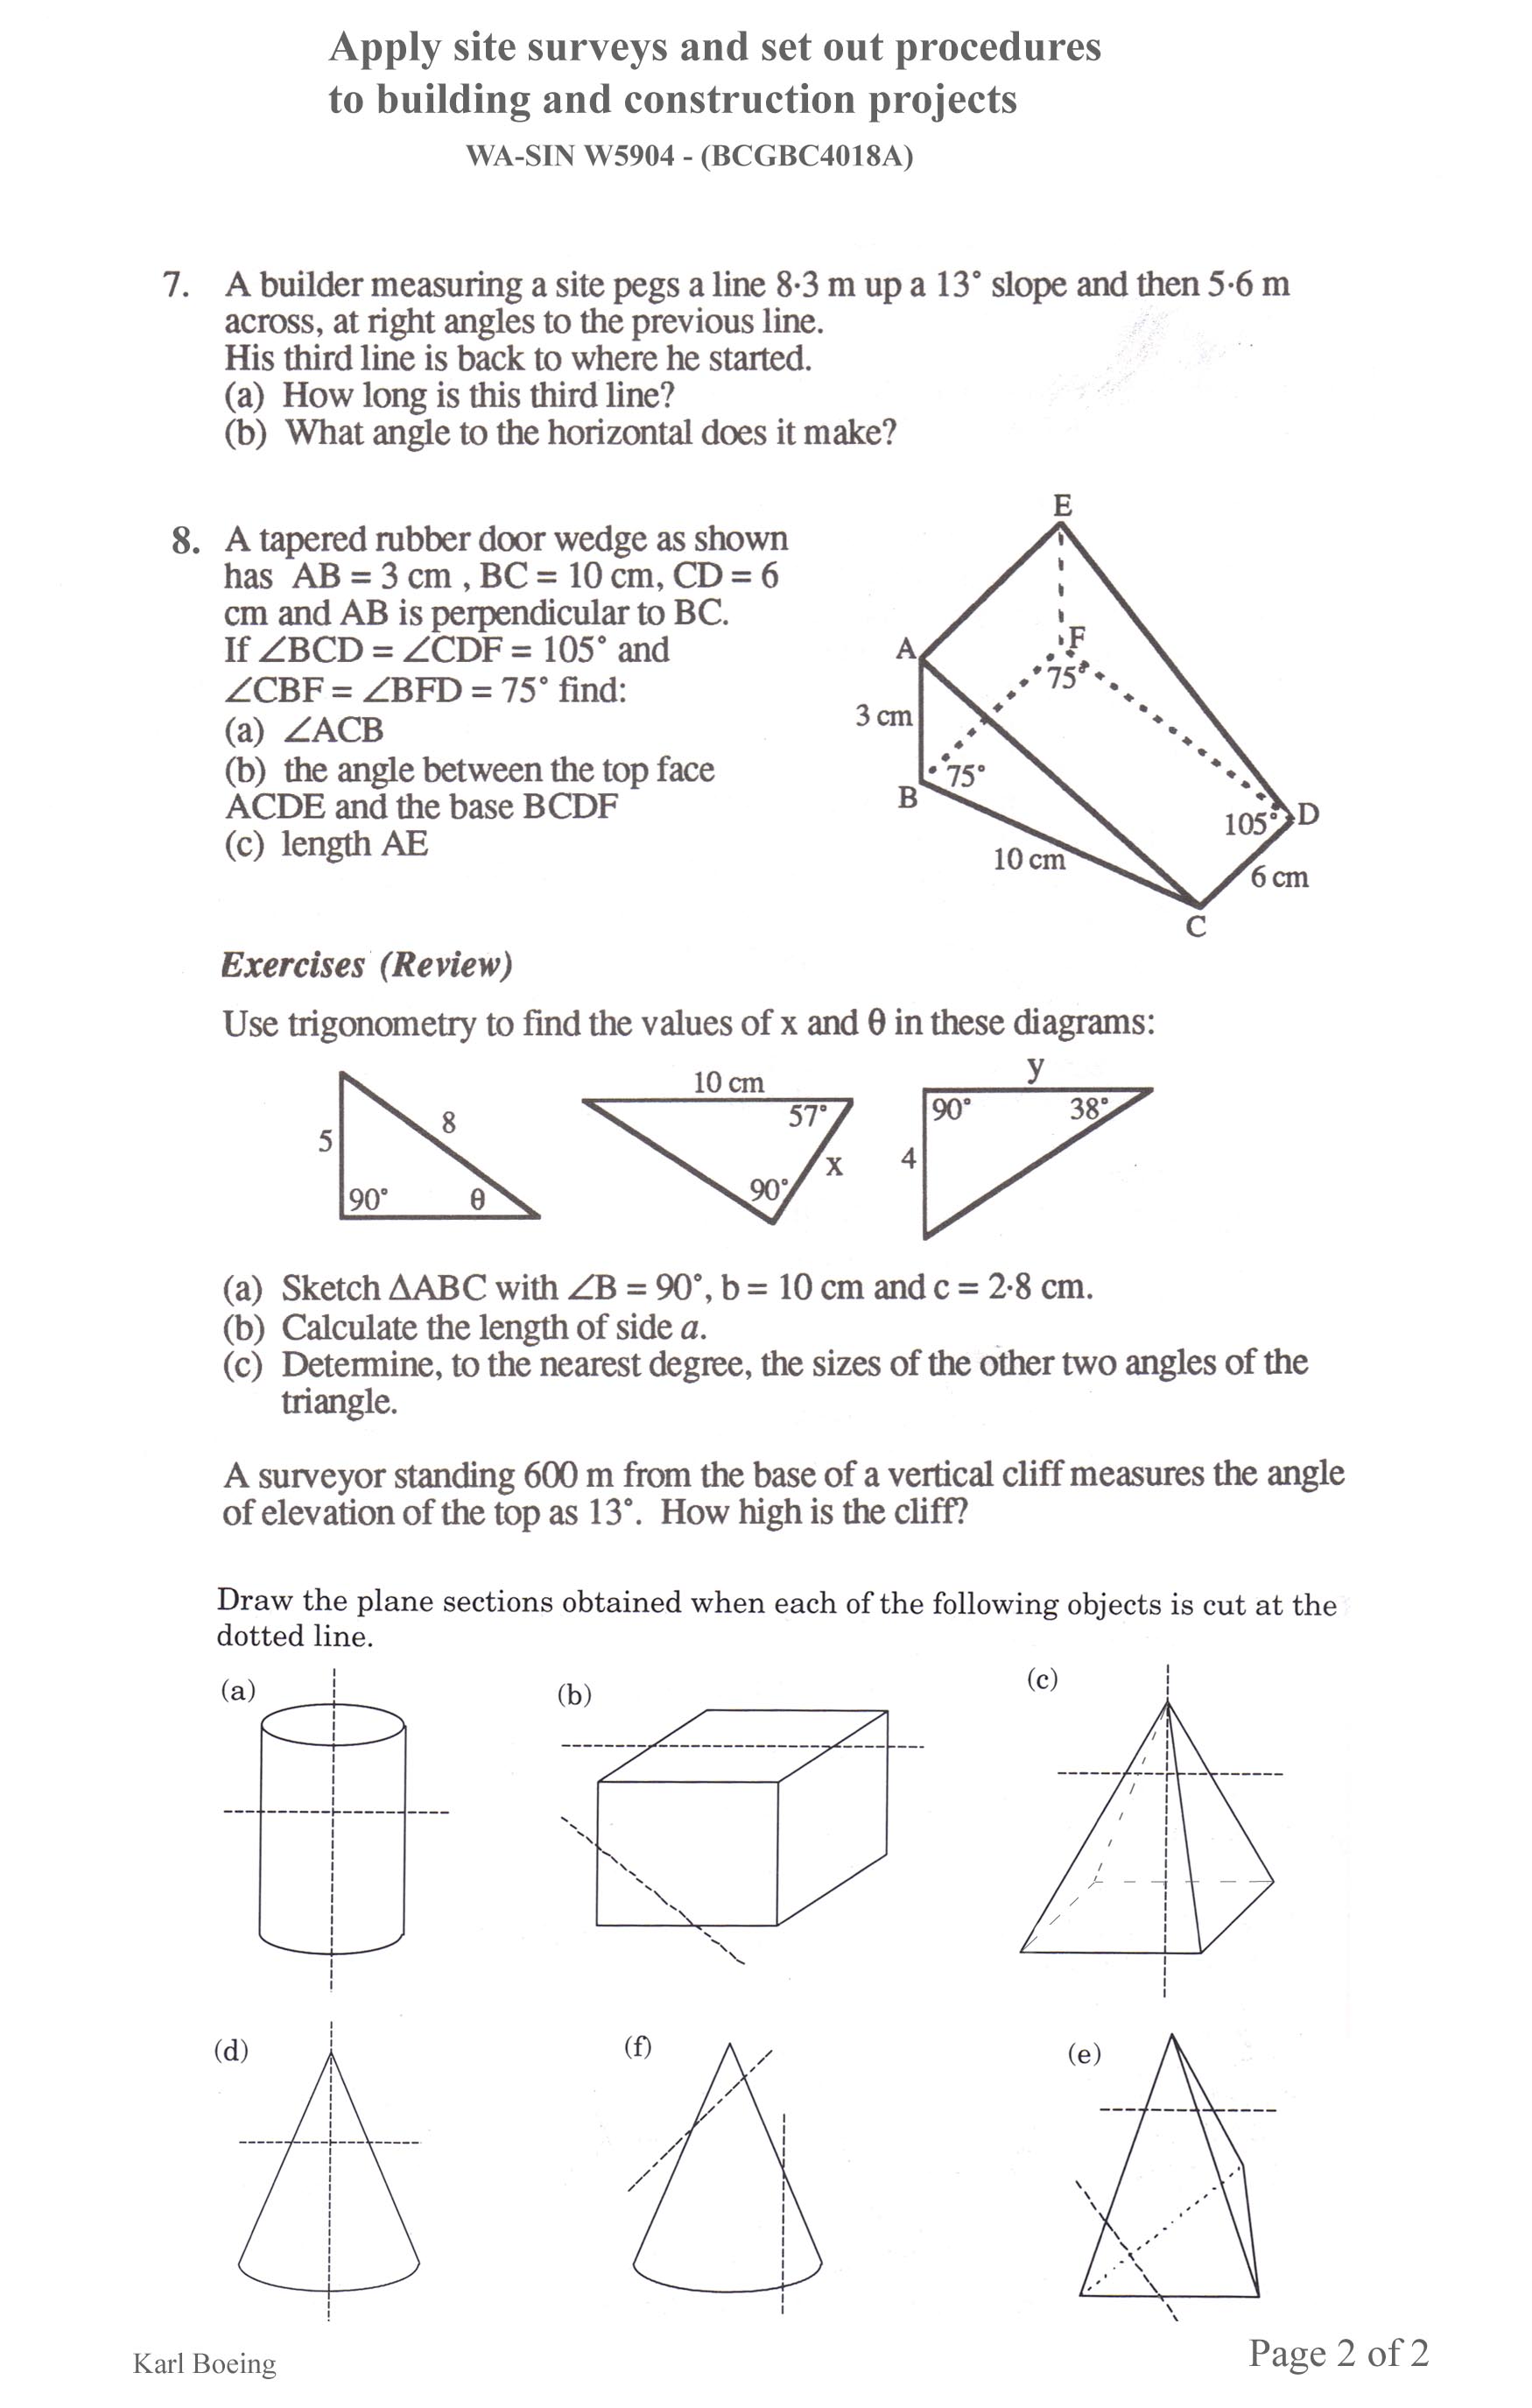 Apply site surveys and set out procedures
to building and construction projects
WA-SIN W5904 - (BCGBC4018A)
7. A builder measuring a site pegs a line 8·3 m up a 13° slope and then 5·6 m
across, at right angles to the previous line.
His third line is back to where he started.
(a) How long is this third line?
(b) What angle to the horizontal does it make?
8. A tapered rubber door wedge as shown
has AB = 3 cm , BC = 10 cm, CD = 6
cm and AB is perpendicular to BC.
If ∠BCD = ∠CDF = 105° and
∠CBF = ∠BFD = 75° find:
(a) ∠ACB
(b) the angle between the top face
ACDE and the base BCDF
(c) length AE
E
A
F
75°
3 cm
75°
B
105°
D
10 cm
6 cm
C
Exercises (Review)
Use trigonometry to find the values of x and θ in these diagrams:
5
8
90°
θ
10 cm
57°
x
90°
y
90°
38°
4
(a) Sketch ΔABC with ∠B = 90°, b = 10 cm and c = 2·8 cm.
(b) Calculate the length of side a.
(c) Determine, to the nearest degree, the sizes of the other two angles of the
triangle.
A surveyor standing 600 m from the base of a vertical cliff measures the angle
of elevation of the top as 13°. How high is the cliff?
Draw the plane sections obtained when each of the following objects is cut at the
dotted line.
(a)
(b)
(c)
(d)
(f)
(e)
Karl Boeing
Page 2 of 2